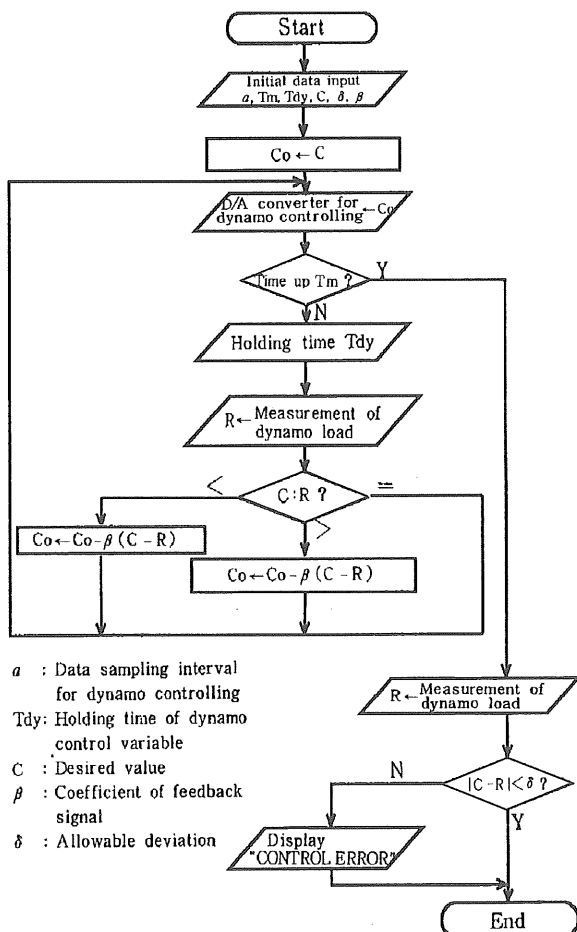 Start
Initial data input
a, Tm, Tdy, C, δ, β
Co ← C
D/A converter for
dynamo controlling ← Co
Time up Tm ?
Y
N
Holding time Tdy
R ← Measurement of
dynamo load
C : R ?
<
=
>
Co ← Co - β (C - R)
Co ← Co - β (C - R)
a : Data sampling interval
for dynamo controlling
Tdy: Holding time of dynamo
control variable
C : Desired value
β : Coefficient of feedback
signal
δ : Allowable deviation
R ← Measurement of
dynamo load
|C - R| < δ ?
N
Y
Display
"CONTROL ERROR"
End